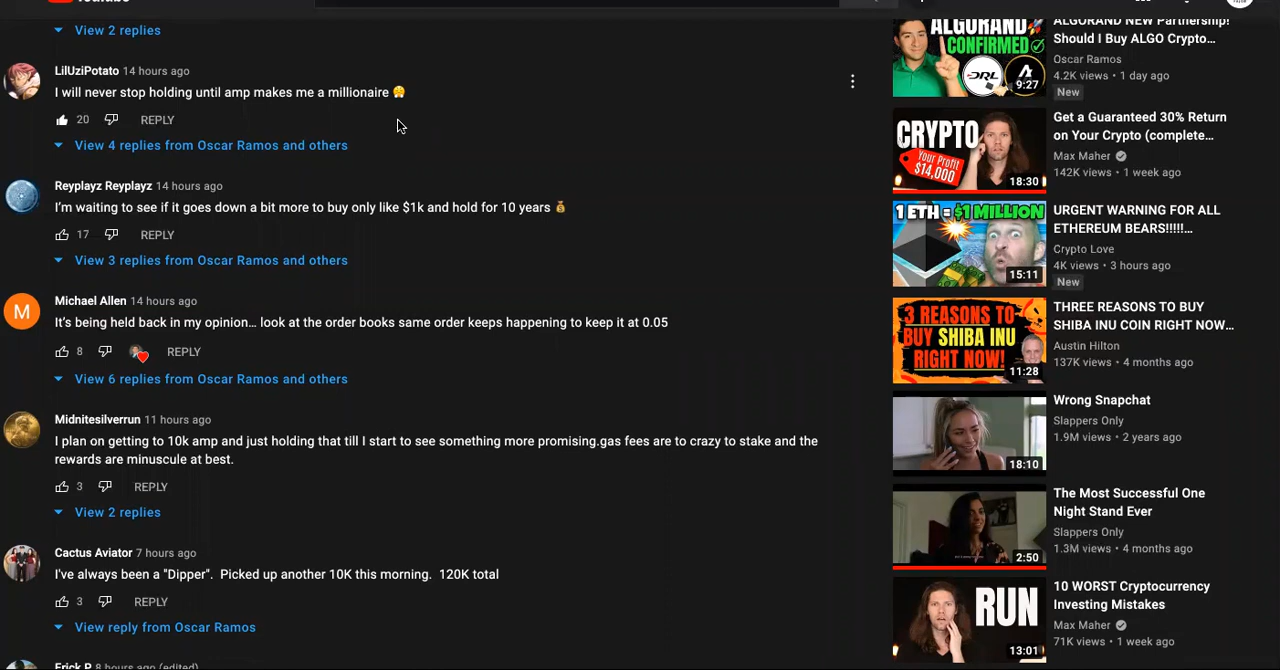 YouTube
View 2 replies
LilUziPotato 14 hours ago
I will never stop holding until amp makes me a millionaire 😤
20 REPLY
View 4 replies from Oscar Ramos and others
Reyplayz Reyplayz 14 hours ago
I'm waiting to see if it goes down a bit more to buy only like $1k and hold for 10 years 💰
17 REPLY
View 3 replies from Oscar Ramos and others
M
Michael Allen 14 hours ago
It's being held back in my opinion... look at the order books same order keeps happening to keep it at 0.05
8 REPLY
View 6 replies from Oscar Ramos and others
Midnitesilverrun 11 hours ago
I plan on getting to 10k amp and just holding that till I start to see something more promising.gas fees are to crazy to stake and the
rewards are minuscule at best.
3 REPLY
View 2 replies
Cactus Aviator 7 hours ago
I've always been a "Dipper". Picked up another 10K this morning. 120K total
3 REPLY
View reply from Oscar Ramos
Erick P 8 hours ago (edited)
ALGORAND
CONFIRMED
DRL
9:27
ALGORAND NEW Partnership!
Should I Buy ALGO Crypto...
Oscar Ramos
4.2K views • 1 day ago
New
CRYPTO
Your Profit
$14,000
18:30
Get a Guaranteed 30% Return
on Your Crypto (complete...
Max Maher
142K views • 1 week ago
1 ETH = $1 MILLION
15:11
URGENT WARNING FOR ALL
ETHEREUM BEARS!!!!!...
Crypto Love
4K views • 3 hours ago
New
3 REASONS TO
BUY SHIBA INU
RIGHT NOW!
11:28
THREE REASONS TO BUY
SHIBA INU COIN RIGHT NOW...
Austin Hilton
137K views • 4 months ago
18:10
Wrong Snapchat
Slappers Only
1.9M views • 2 years ago
2:50
The Most Successful One
Night Stand Ever
Slappers Only
1.3M views • 4 months ago
RUN
13:01
10 WORST Cryptocurrency
Investing Mistakes
Max Maher
71K views • 1 week ago